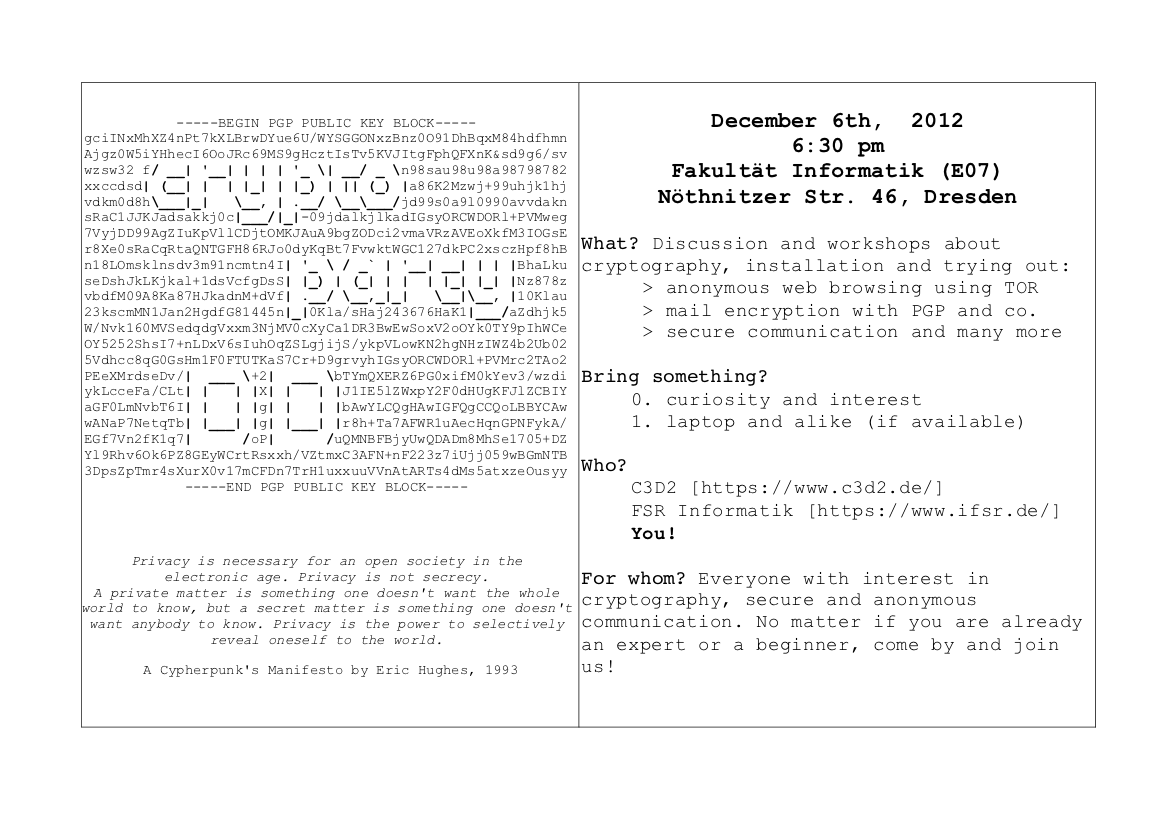 -----BEGIN PGP PUBLIC KEY BLOCK-----
gciINxMhXZ4nPt7kXLBrwDYue6U/WYSGGONxzBnz0O91DhBqxM84hdfhmn
Ajgz0W5iYHhecI6OoJRc69MS9gHcztIsTv5KVJItgFphQFXnK&sd9g6/sv
wzsw32 f/ __| '__| | | | '_ \| __/ _ \n98sau98u98a98798782
xxccdsd| (__| |  | |_| | |_) | || (_) |a86K2Mzwj+99uhjk1hj
vdkm0d8h\___|_|   \__, | .__/ \__\___/jd99s0a9l0990avvdakn
sRaC1JJKJadsakkj0c|___/|_|-09jdalkjlkadIGsyORCWDORl+PVMweg
7VyjDD99AgZIuKpVllCDjtOMKJAuA9bgZODci2vmaVRzAVEoXkfM3IOGsE
r8Xe0sRaCqRtaQNTGFH86RJo0dyKqBt7FvwktWGC127dkPC2xsczHpf8hB
n18LOmsklnsdv3m91ncmtn4I| '_ \ / _` | '__| __| | | |BhaLku
seDshJkLKjkal+1dsVcfgDsS| |_) | (_| | |  | |_| |_| |Nz878z
vbdfM09A8Ka87HJkadnM+dVf| .__/ \__,_|_|   \__|\__, |10Klau
23kscmMN1Jan2HgdfG81445n|_|0Kla/sHaj243676HaK1|___/aZdhjk5
W/Nvk160MVSedqdgVxxm3NjMV0cXyCa1DR3BwEwSoxV2oOYk0TY9pIhWCe
OY5252ShsI7+nLDxV6sIuhOqZSLgjijS/ykpVLowKN2hgNHzIWZ4b2Ub02
5Vdhcc8qG0GsHm1F0FTUTKaS7Cr+D9grvyhIGsyORCWDORl+PVMrc2TAo2
PEeXMrdseDv/|  ___ \+2|  ___ \bTYmQXERZ6PG0xifM0kYev3/wzdi
ykLcceFa/CLt| |   | |X| |   | |J1IE5lZWxpY2F0dHUgKFJlZCBIY
aGF0LmNvbT6I| |   | |g| |   | |bAwYLCQgHAwIGFQgCCQoLBBYCAw
wANaP7NetqTb| |___| |g| |___| |r8h+Ta7AFWR1uAecHqnGPNFykA/
EGf7Vn2fK1q7|      /oP|      /uQMNBFBjyUwQDADm8MhSe1705+DZ
Yl9Rhv6Ok6PZ8GEyWCrtRsxxh/VZtmxC3AFN+nF223z7iUjj059wBGmNTB
3DpsZpTmr4sXurX0v17mCFDn7TrH1uxxuuVVnAtARTs4dMs5atxzeOusyy
-----END PGP PUBLIC KEY BLOCK-----
Privacy is necessary for an open society in the
electronic age. Privacy is not secrecy.
A private matter is something one doesn't want the whole
world to know, but a secret matter is something one doesn't
want anybody to know. Privacy is the power to selectively
reveal oneself to the world.
A Cypherpunk's Manifesto by Eric Hughes, 1993
December 6th,  2012
6:30 pm
Fakultät Informatik (E07)
Nöthnitzer Str. 46, Dresden
What? Discussion and workshops about
cryptography, installation and trying out:
> anonymous web browsing using TOR
> mail encryption with PGP and co.
> secure communication and many more
Bring something?
0. curiosity and interest
1. laptop and alike (if available)
Who?
C3D2 [https://www.c3d2.de/]
FSR Informatik [https://www.ifsr.de/]
You!
For whom? Everyone with interest in
cryptography, secure and anonymous
communication. No matter if you are already
an expert or a beginner, come by and join
us!